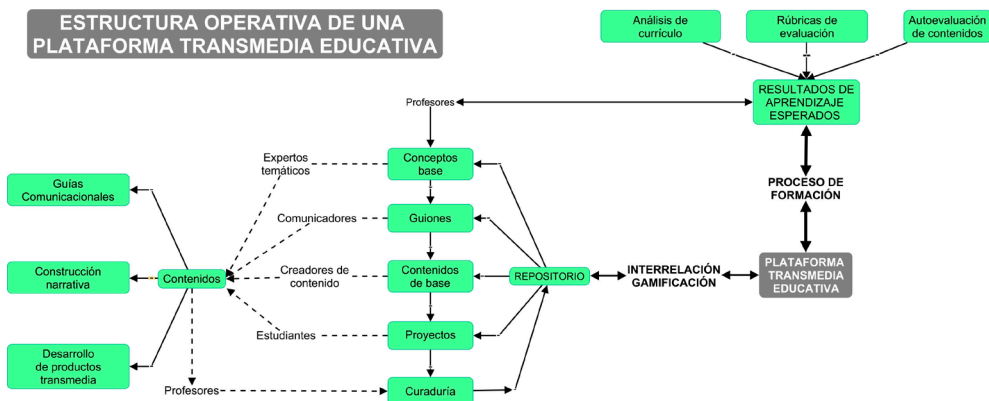 ESTRUCTURA OPERATIVA DE UNA
PLATAFORMA TRANSMEDIA EDUCATIVA
Análisis de
currículo
Rúbricas de
evaluación
Autoevaluación
de contenidos
RESULTADOS DE
APRENDIZAJE
ESPERADOS
Profesores
Expertos
temáticos
Conceptos
base
Guías
Comunicacionales
PROCESO DE
FORMACIÓN
Comunicadores
Guiones
Construcción
narrativa
Contenidos
Creadores de
contenido
Contenidos
de base
REPOSITORIO
INTERRELACIÓN
GAMIFICACIÓN
PLATAFORMA
TRANSMEDIA
EDUCATIVA
Estudiantes
Proyectos
Desarrollo
de productos
transmedia
Profesores
Curaduría